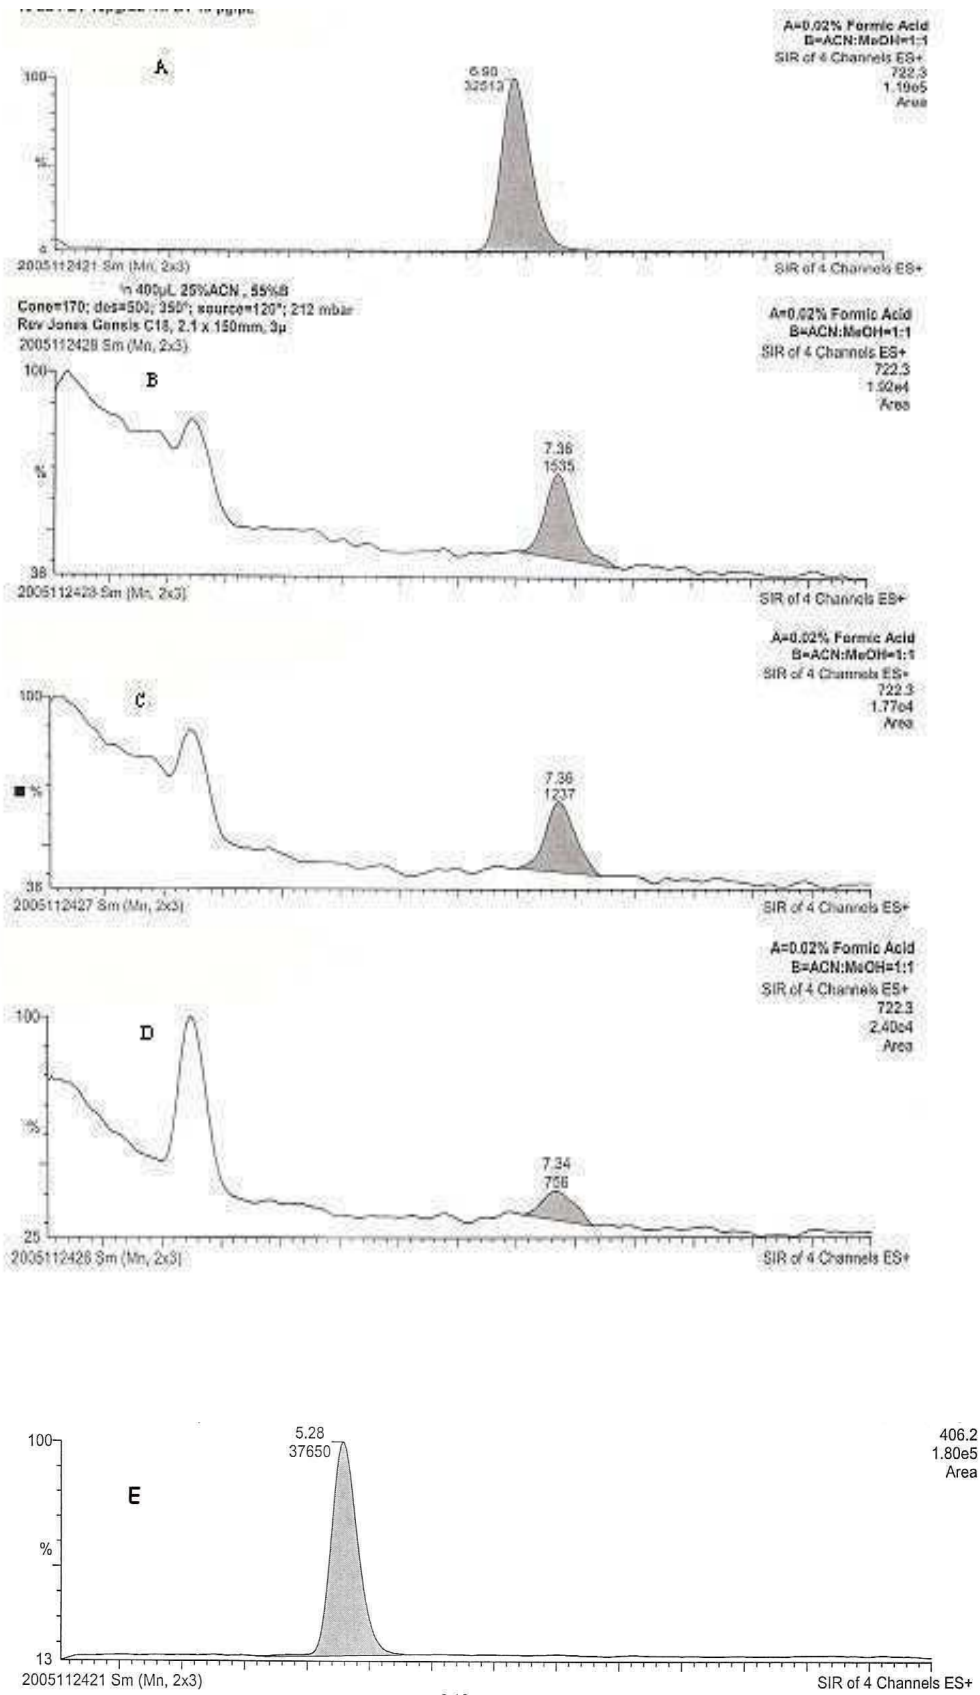 A=0.02% Formic Acid
B=ACN:MeOH=1:1
A
SIR of 4 Channels ES+
722.3
1.19e5
Area
100
6.90
32513
%
2005112421 Sm (Mn, 2x3)
SIR of 4 Channels ES+
400µL 25%ACN , 55%B
Cone=170; des=500; 350°; source=120°; 212 mbar
Rev Jones Gensis C18, 2.1 x 150mm, 3µ
2005112428 Sm (Mn, 2x3)
A=0.02% Formic Acid
B=ACN:MeOH=1:1
SIR of 4 Channels ES+
722.3
1.92e4
Area
100
B
7.36
1535
%
38
2005112428 Sm (Mn, 2x3)
SIR of 4 Channels ES+
A=0.02% Formic Acid
B=ACN:MeOH=1:1
SIR of 4 Channels ES+
722.3
1.77e4
Area
100
C
7.36
1237
%
36
2005112427 Sm (Mn, 2x3)
SIR of 4 Channels ES+
A=0.02% Formic Acid
B=ACN:MeOH=1:1
SIR of 4 Channels ES+
722.3
2.40e4
Area
100
D
7.34
756
%
25
2005112426 Sm (Mn, 2x3)
SIR of 4 Channels ES+
406.2
1.80e5
Area
100
5.28
37650
E
%
13
2005112421 Sm (Mn, 2x3)
SIR of 4 Channels ES+